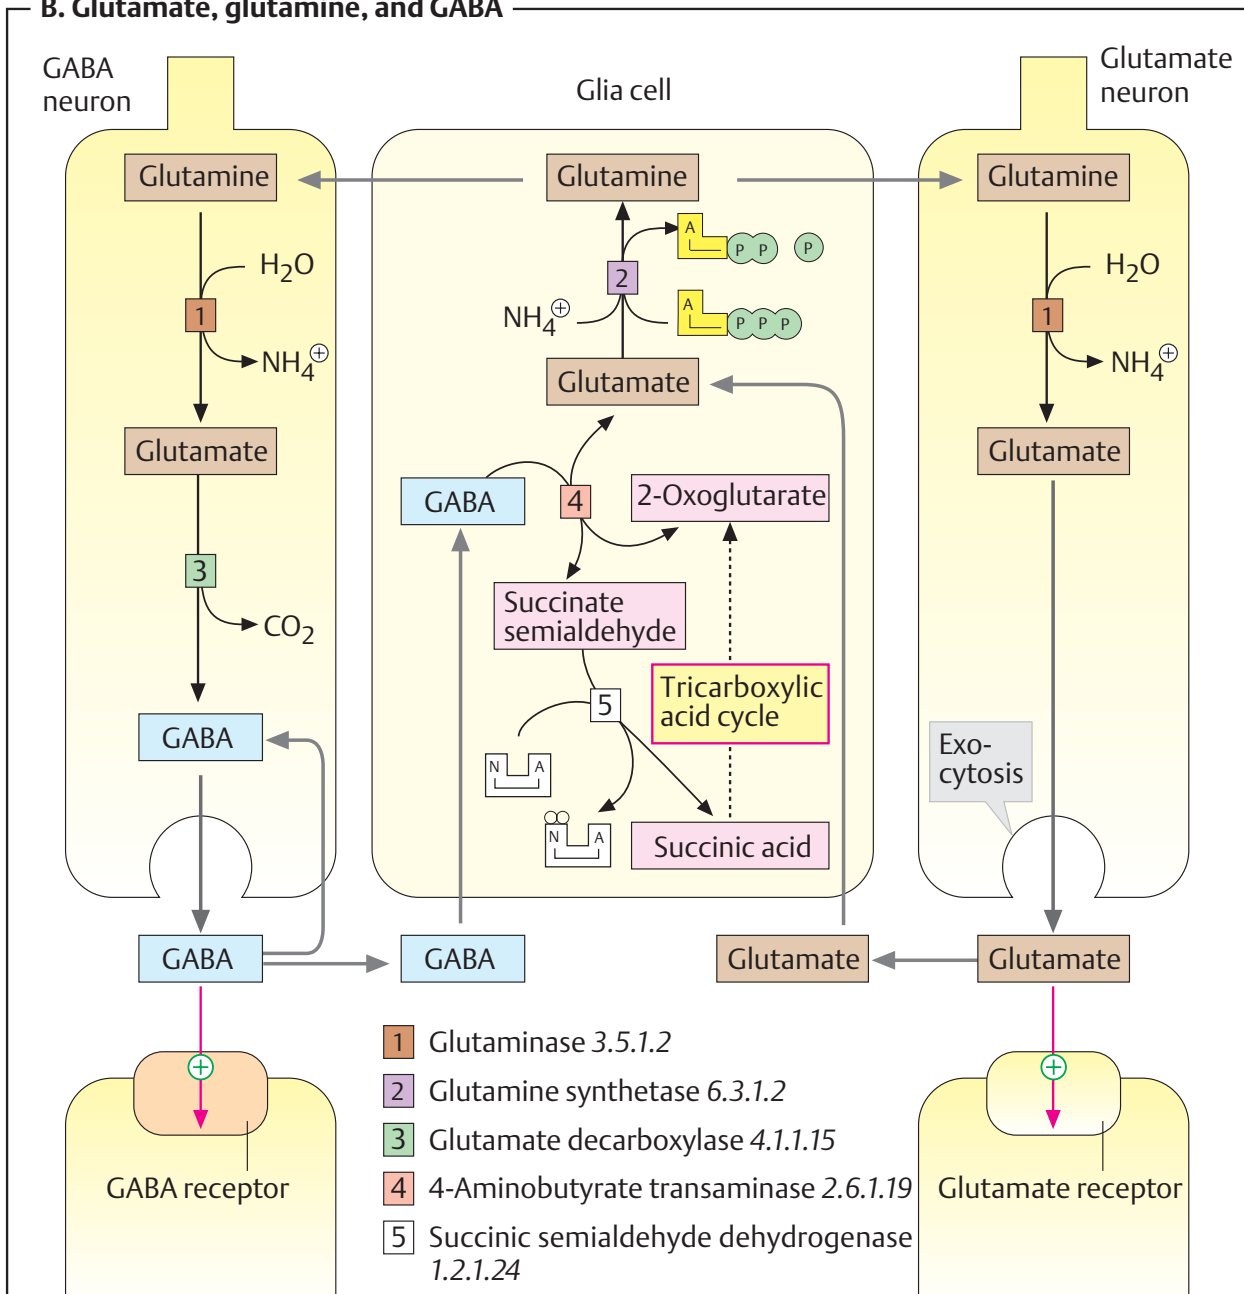 B. Glutamate, glutamine, and GABA
GABA
neuron
Glia cell
Glutamate
neuron
Glutamine
Glutamine
Glutamine
H2O
1
NH4+
Glutamate
3
CO2
GABA
GABA
GABA receptor
A
P P P
2
NH4+
A
P P P
Glutamate
GABA
4
2-Oxoglutarate
Succinate
semialdehyde
5
Tricarboxylic
acid cycle
N A
N A
Succinic acid
GABA
Glutamate
H2O
1
NH4+
Glutamate
Exo-
cytosis
Glutamate
Glutamate receptor
+
+
1 Glutaminase 3.5.1.2
2 Glutamine synthetase 6.3.1.2
3 Glutamate decarboxylase 4.1.1.15
4 4-Aminobutyrate transaminase 2.6.1.19
5 Succinic semialdehyde dehydrogenase
1.2.1.24